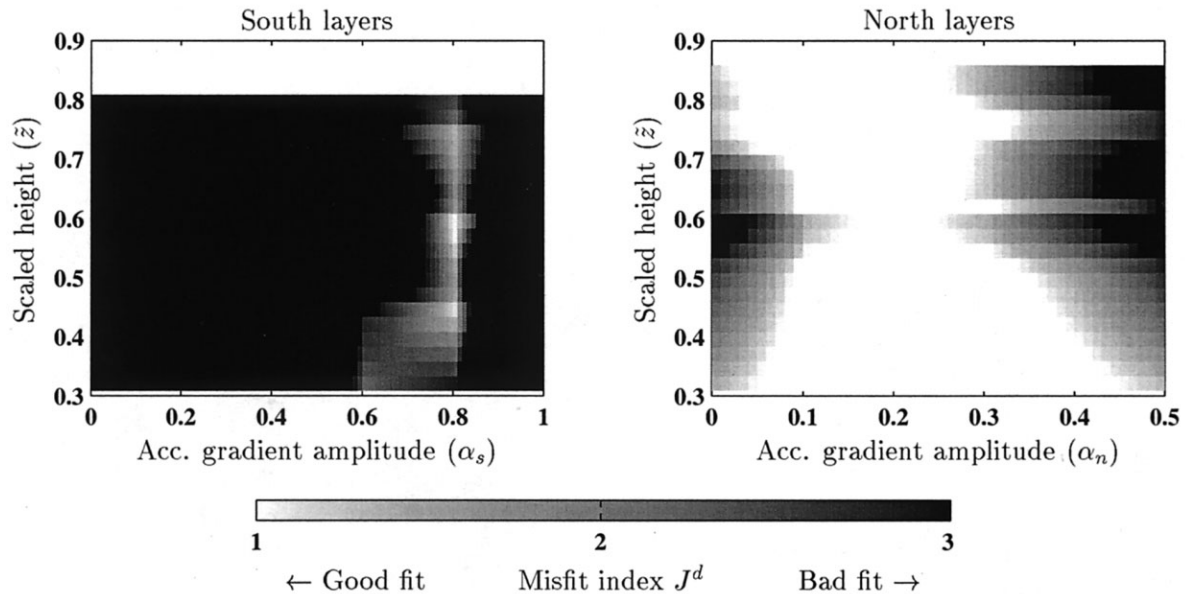 South layers
0.9
0.8
0.7
0.6
0.5
0.4
0.3
Scaled height (z̃)
0 0.2 0.4 0.6 0.8 1
Acc. gradient amplitude (αₛ)
North layers
0.9
0.8
0.7
0.6
0.5
0.4
0.3
Scaled height (z̃)
0 0.1 0.2 0.3 0.4 0.5
Acc. gradient amplitude (αₙ)
1 2 3
← Good fit Misfit index Jᵈ Bad fit →